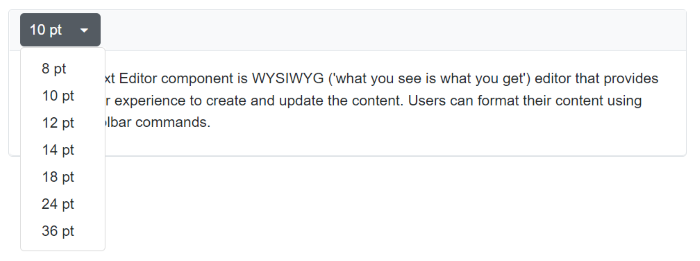 10 pt
8 pt
10 pt
12 pt
14 pt
18 pt
24 pt
36 pt
xt Editor component is WYSIWYG ('what you see is what you get') editor that provides
r experience to create and update the content. Users can format their content using
lbar commands.